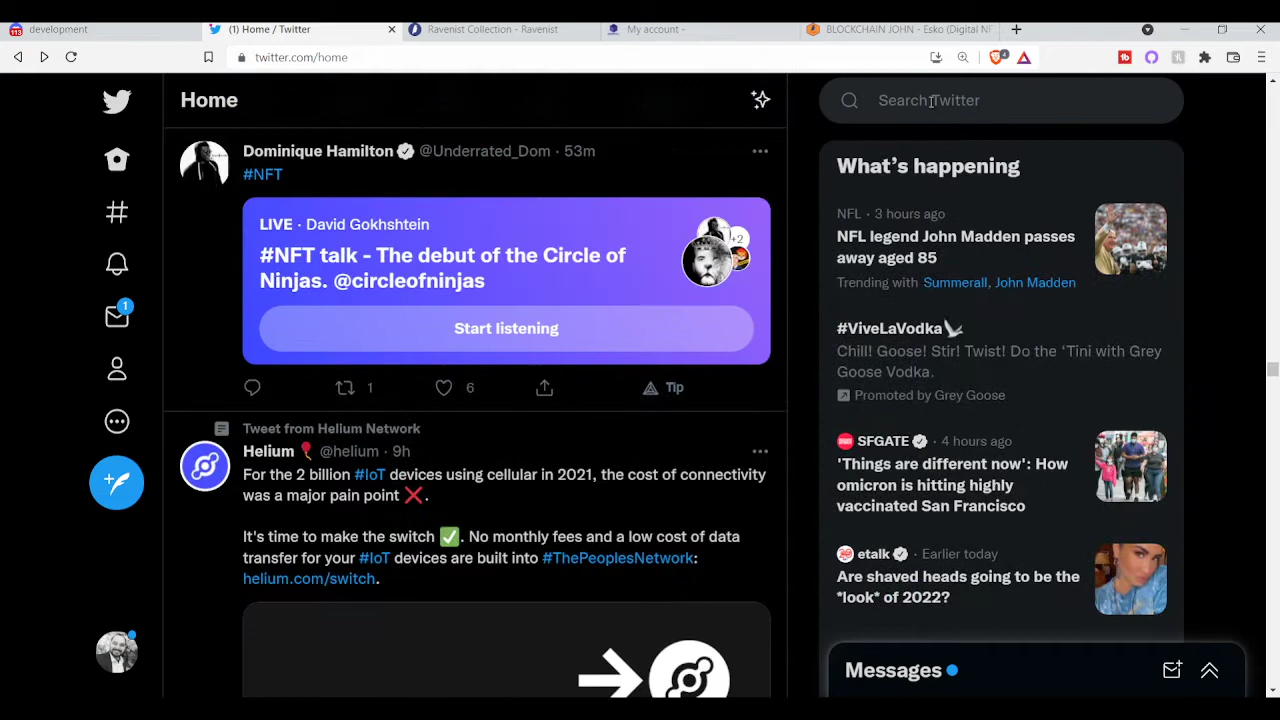 113
development
(1) Home / Twitter
Ravenist Collection - Ravenist
My account -
BLOCKCHAIN JOHN - Esko (Digital NF
twitter.com/home
4
Home
Search Twitter
Dominique Hamilton @Underrated_Dom · 53m
#NFT
LIVE · David Gokhshtein
#NFT talk - The debut of the Circle of
Ninjas. @circleofninjas
+2
Start listening
1
6
Tip
Tweet from Helium Network
Helium 🎈 @helium · 9h
For the 2 billion #IoT devices using cellular in 2021, the cost of connectivity
was a major pain point ❌.
It's time to make the switch ✅. No monthly fees and a low cost of data
transfer for your #IoT devices are built into #ThePeoplesNetwork:
helium.com/switch.
1
What's happening
NFL · 3 hours ago
NFL legend John Madden passes
away aged 85
Trending with Summerall, John Madden
#ViveLaVodka
Chill! Goose! Stir! Twist! Do the 'Tini with Grey
Goose Vodka.
Promoted by Grey Goose
SFGATE · 4 hours ago
'Things are different now': How
omicron is hitting highly
vaccinated San Francisco
etalk · Earlier today
Are shaved heads going to be the
*look* of 2022?
Messages